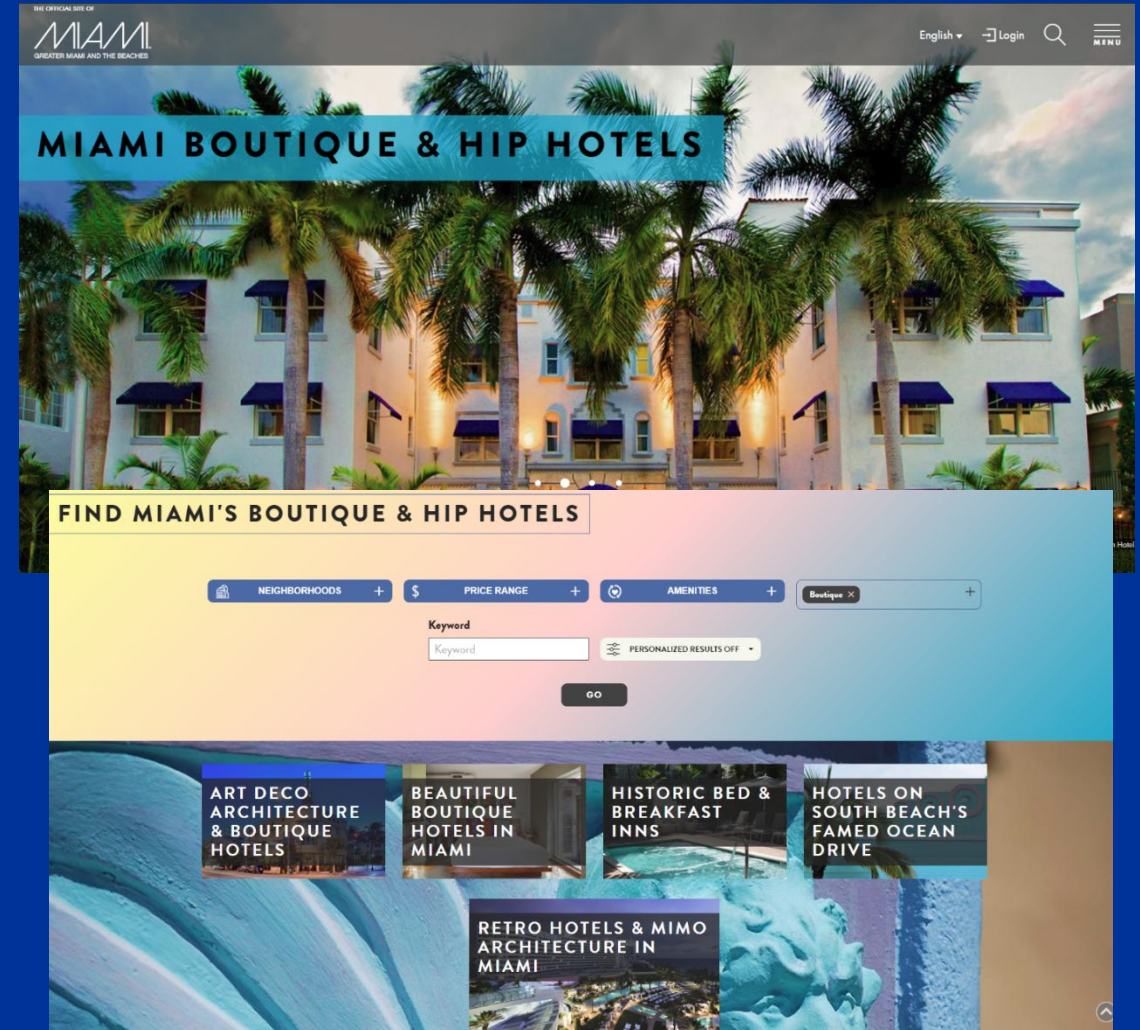 THE OFFICIAL SITE OF
MIAMI
GREATER MIAMI AND THE BEACHES
English
Login
MENU
MIAMI BOUTIQUE & HIP HOTELS
Hotel
FIND MIAMI'S BOUTIQUE & HIP HOTELS
NEIGHBORHOODS +
$ PRICE RANGE +
AMENITIES +
Boutique × +
Keyword
Keyword
PERSONALIZED RESULTS OFF
GO
ART DECO
ARCHITECTURE
& BOUTIQUE
HOTELS
BEAUTIFUL
BOUTIQUE
HOTELS IN
MIAMI
HISTORIC BED &
BREAKFAST
INNS
HOTELS ON
SOUTH BEACH'S
FAMED OCEAN
DRIVE
RETRO HOTELS & MIMO
ARCHITECTURE IN
MIAMI